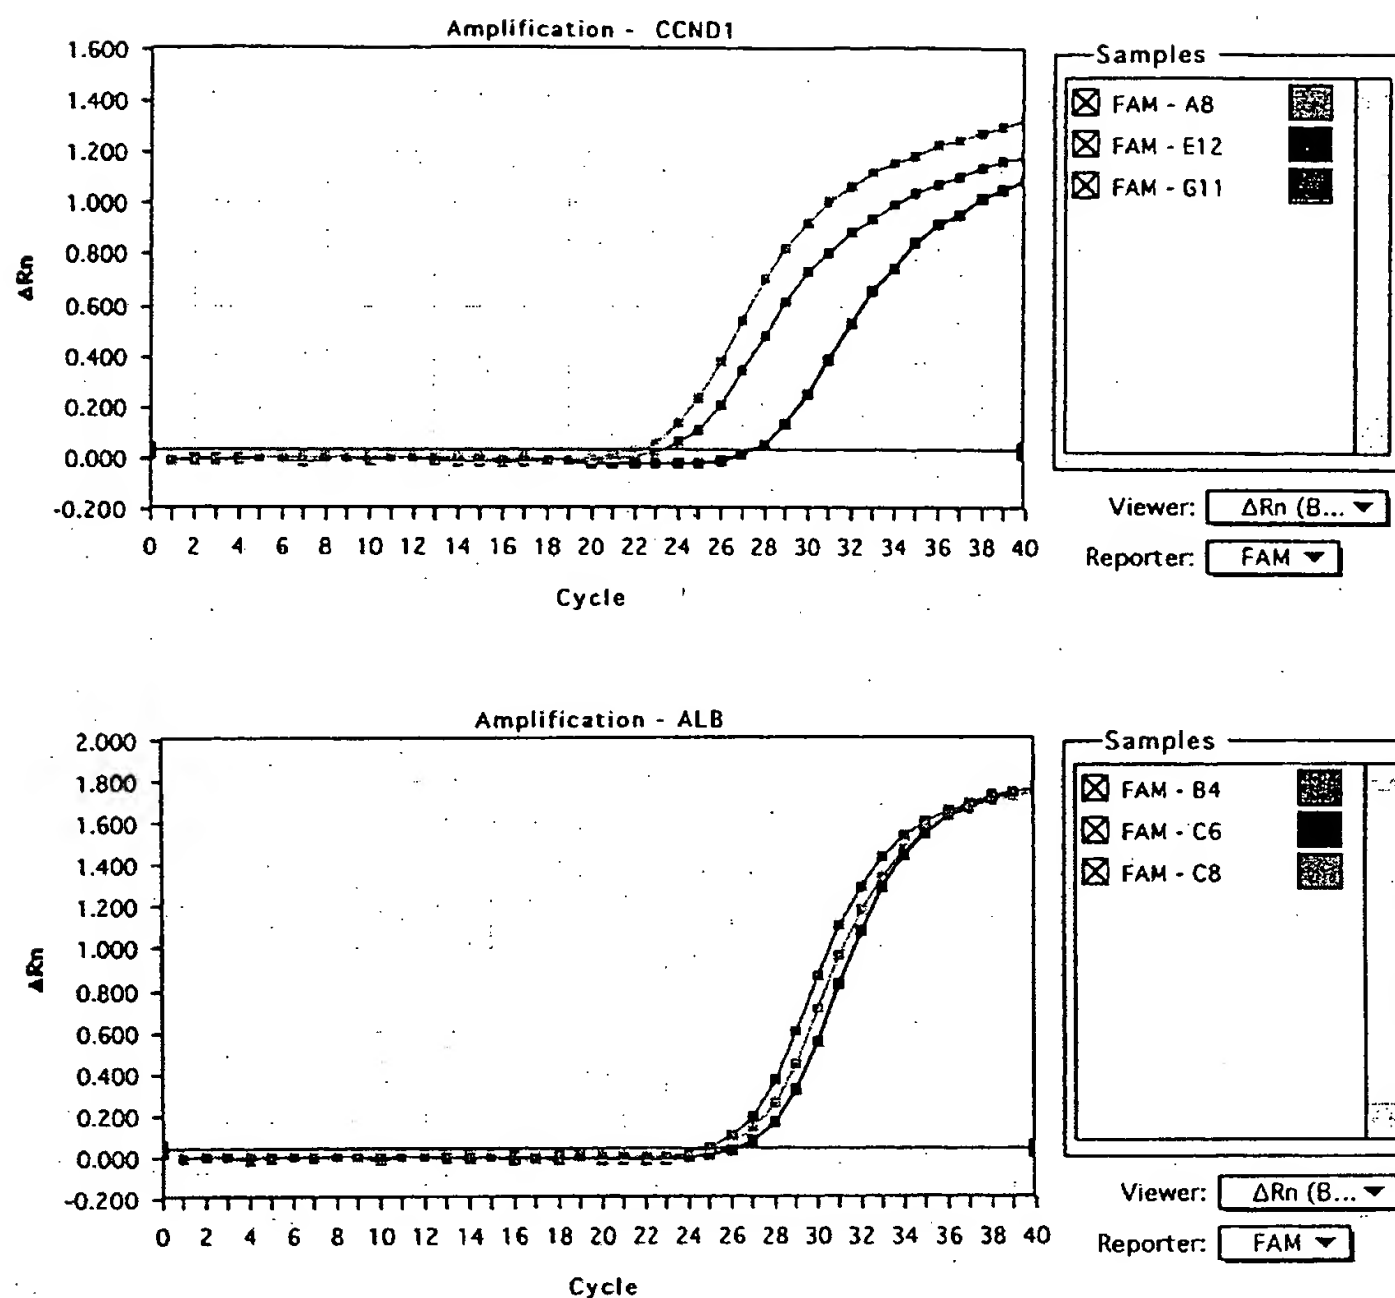 Amplification - CCND1
1.600
1.400
1.200
1.000
0.800
0.600
0.400
0.200
0.000
-0.200
ΔRn
0 2 4 6 8 10 12 14 16 18 20 22 24 26 28 30 32 34 36 38 40
Cycle
Samples
FAM - A8
FAM - E12
FAM - G11
Viewer: ΔRn (B... ▼
Reporter: FAM ▼
Amplification - ALB
2.000
1.800
1.600
1.400
1.200
1.000
0.800
0.600
0.400
0.200
0.000
-0.200
ΔRn
0 2 4 6 8 10 12 14 16 18 20 22 24 26 28 30 32 34 36 38 40
Cycle
Samples
FAM - B4
FAM - C6
FAM - C8
Viewer: ΔRn (B... ▼
Reporter: FAM ▼